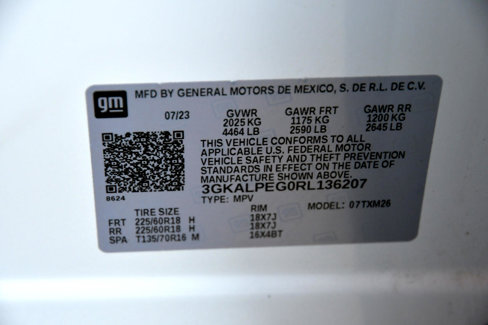 gm
MFD BY GENERAL MOTORS DE MEXICO, S. DE R.L. DE C.V.
07/23 GVWR GAWR FRT GAWR RR
2025 KG 1175 KG 1200 KG
4464 LB 2590 LB 2645 LB
THIS VEHICLE CONFORMS TO ALL
APPLICABLE U.S. FEDERAL MOTOR
VEHICLE SAFETY AND THEFT PREVENTION
STANDARDS IN EFFECT ON THE DATE OF
MANUFACTURE SHOWN ABOVE.
3GKALPEG0RL136207
8624 TYPE: MPV MODEL: 07TXM26
TIRE SIZE RIM
FRT 225/60R18 H 18X7J
RR 225/60R18 H 18X7J
SPA T135/70R16 M 16X4BT